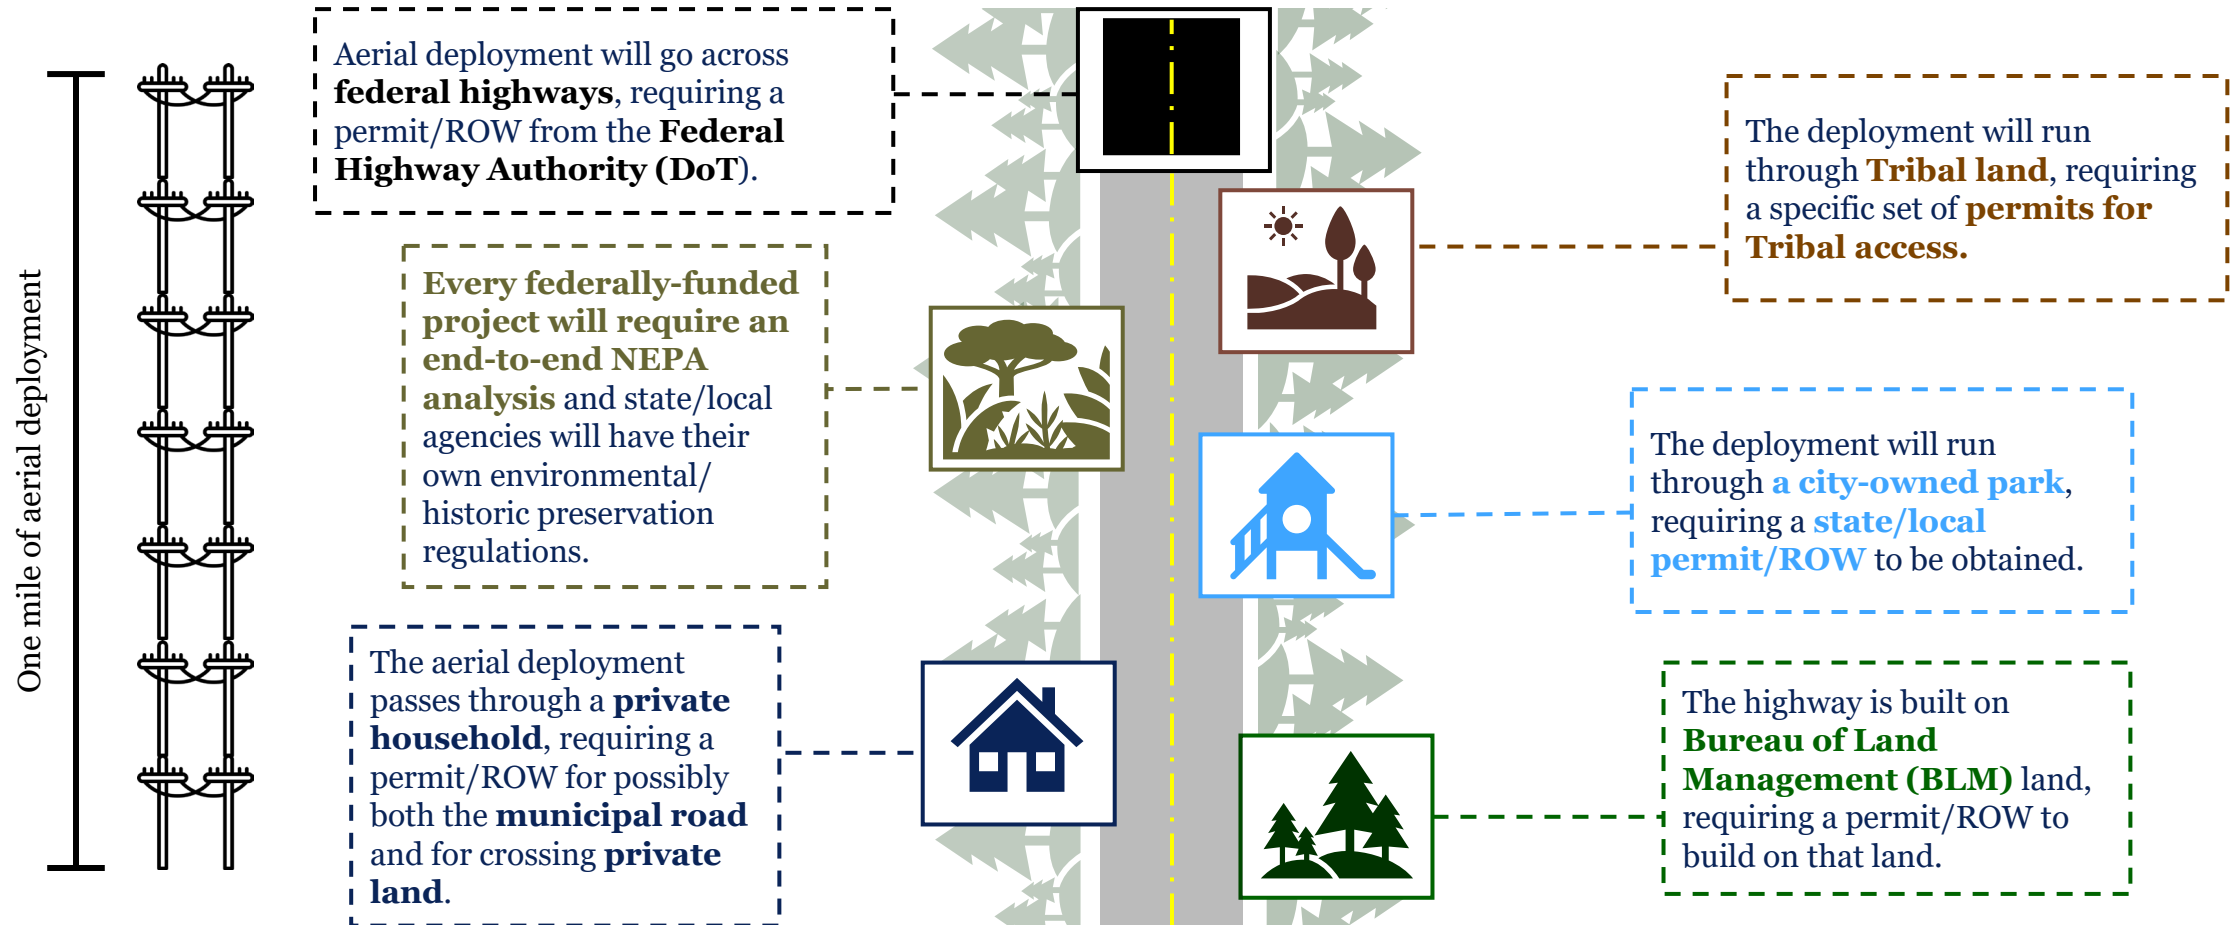 One mile of aerial deployment
Aerial deployment will go across
federal highways, requiring a
permit/ROW from the Federal
Highway Authority (DoT).
Every federally-funded
project will require an
end-to-end NEPA
analysis and state/local
agencies will have their
own environmental/
historic preservation
regulations.
The aerial deployment
passes through a private
household, requiring a
permit/ROW for possibly
both the municipal road
and for crossing private
land.
The deployment will run
through Tribal land, requiring
a specific set of permits for
Tribal access.
The deployment will run
through a city-owned park,
requiring a state/local
permit/ROW to be obtained.
The highway is built on
Bureau of Land
Management (BLM) land,
requiring a permit/ROW to
build on that land.